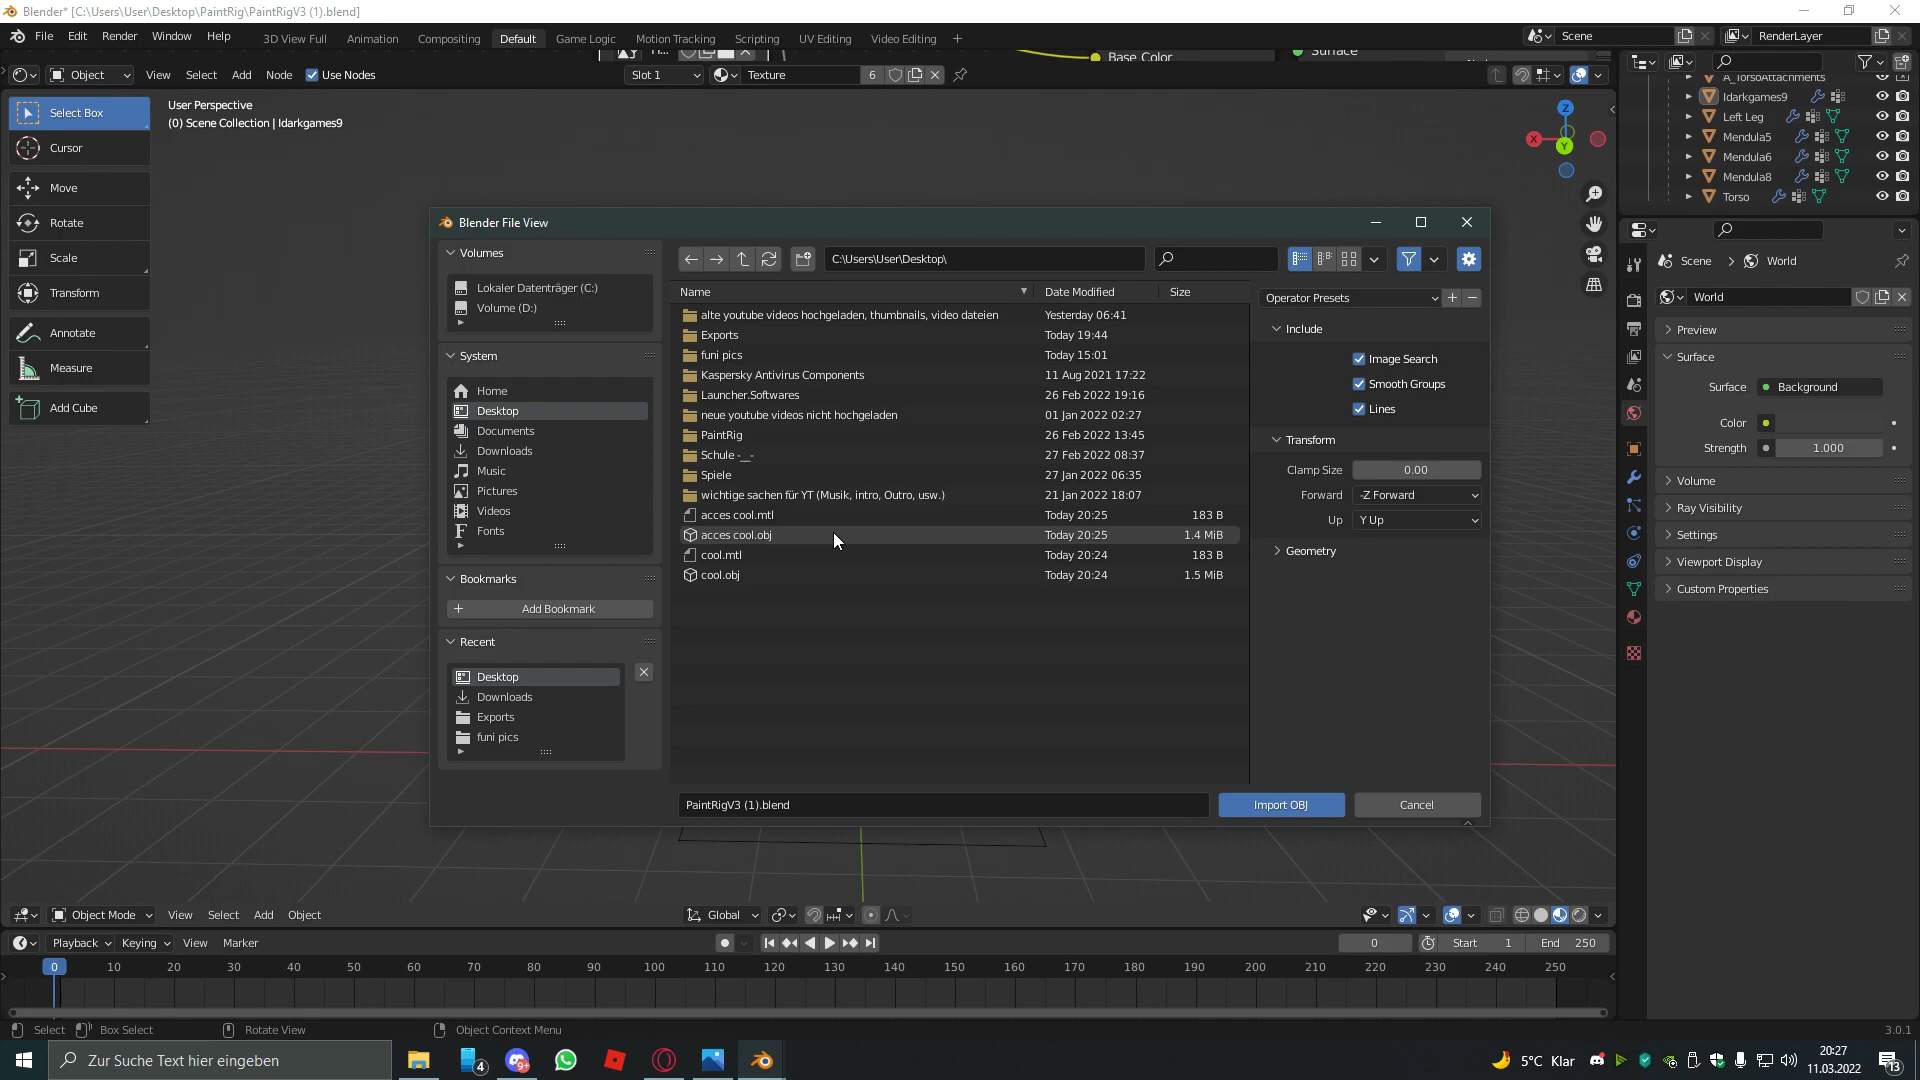 Blender* [C:\Users\User\Desktop\PaintRig\PaintRigV3 (1).blend]
File Edit Render Window Help 3D View Full Animation Compositing Default Game Logic Motion Tracking Scripting UV Editing Video Editing + Scene RenderLayer
Base Color Surface
Object View Select Add Node Use Nodes Slot 1 Texture 6
A_TorsoAttachments
Idarkgames9
Left Leg
Mendula5
Mendula6
Mendula8
Torso
Select Box
Cursor
Move
Rotate
Scale
Transform
Annotate
Measure
Add Cube
User Perspective
(0) Scene Collection | Idarkgames9
Z
X
Y
Blender File View
Volumes
Lokaler Datenträger (C:)
Volume (D:)
System
Home
Desktop
Documents
Downloads
Music
Pictures
Videos
Fonts
Bookmarks
Add Bookmark
Recent
Desktop
Downloads
Exports
funi pics
C:\Users\User\Desktop\
Name Date Modified Size
alte youtube videos hochgeladen, thumbnails, video dateien Yesterday 06:41
Exports Today 19:44
funi pics Today 15:01
Kaspersky Antivirus Components 11 Aug 2021 17:22
Launcher.Softwares 26 Feb 2022 19:16
neue youtube videos nicht hochgeladen 01 Jan 2022 02:27
PaintRig 26 Feb 2022 13:45
Schule -__- 27 Feb 2022 08:37
Spiele 27 Jan 2022 06:35
wichtige sachen für YT (Musik, intro, Outro, usw.) 21 Jan 2022 18:07
acces cool.mtl Today 20:25 183 B
acces cool.obj Today 20:25 1.4 MiB
cool.mtl Today 20:24 183 B
cool.obj Today 20:24 1.5 MiB
Operator Presets
Include
Image Search
Smooth Groups
Lines
Transform
Clamp Size 0.00
Forward -Z Forward
Up Y Up
Geometry
PaintRigV3 (1).blend Import OBJ Cancel
Scene World
World
Preview
Surface
Surface Background
Color
Strength 1.000
Volume
Ray Visibility
Settings
Viewport Display
Custom Properties
Object Mode View Select Add Object Global
Playback Keying View Marker 0 Start 1 End 250
0 10 20 30 40 50 60 70 80 90 100 110 120 130 140 150 160 170 180 190 200 210 220 230 240 250
Select Box Select Rotate View Object Context Menu 3.0.1
Zur Suche Text hier eingeben 4 9+ 5°C Klar 20:27
11.03.2022 13